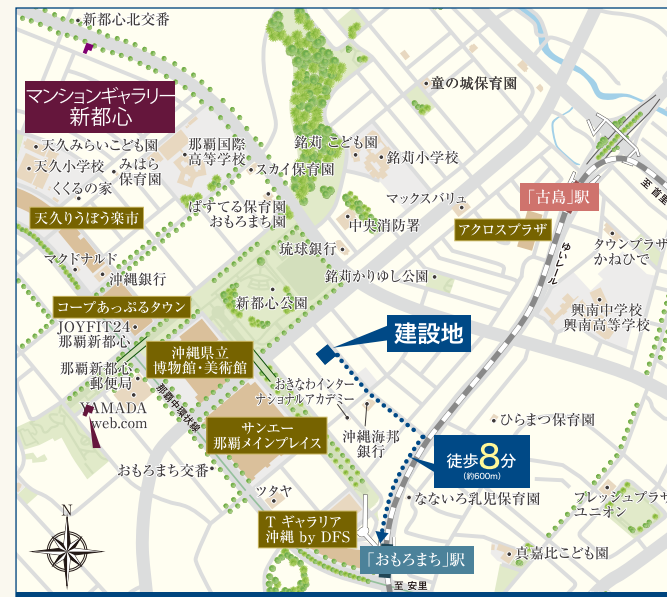 新都心北交番
マンションギャラリー
新都心
童の城保育園
天久みらいこども園
天久小学校
みはら
保育園
くくるの家
那覇国際
高等学校
スカイ保育園
銘苅こども園
銘苅小学校
ぱすてる保育園
おもろまち園
マックスバリュ
中央消防署
「古島」駅
至 首里
天久りうぼう楽市
アクロスプラザ
マクドナルド
沖縄銀行
琉球銀行
銘苅かりゆし公園
ゆいレール
タウンプラザ
かねひで
コープあっぷるタウン
新都心公園
興南中学校
興南高等学校
JOYFIT24
那覇新都心
建設地
沖縄県立
博物館・美術館
那覇新都心
郵便局
那覇中環状線
おきなわインター
ナショナルアカデミー
YAMADA
web.com
サンエー
那覇メインプレイス
沖縄海邦
銀行
ひらまつ保育園
徒歩8分
(約600m)
おもろまち交番
ツタヤ
なないろ乳児保育園
フレッシュプラザ
ユニオン
T ギャラリア
沖縄 by DFS
N
「おもろまち」駅
真嘉比こども園
至 安里